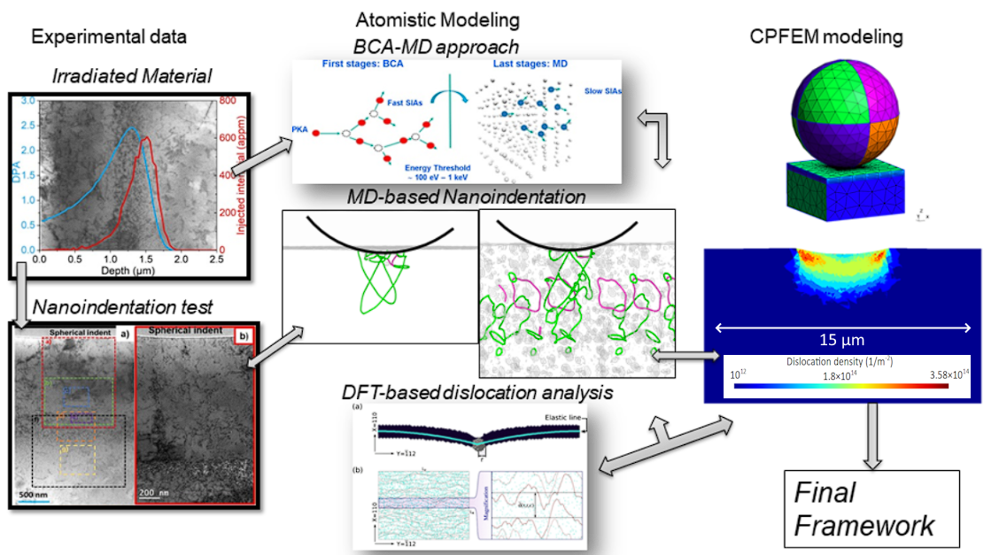 Experimental data
Irradiated Material
3.0
2.5
2.0
1.5
1.0
0.5
0.0
DPA
800
600
400
200
0
0.0 0.5 1.0 1.5 2.0 2.5
Depth (µm)
Nanoindentation test
Spherical indent a)
500 nm
Spherical indent b)
200 nm
Atomistic Modeling
BCA-MD approach
First stages: BCA
Last stages: MD
Fast SIAs
Slow SIAs
PKA
Energy Threshold
~ 100 eV – 1 keV
MD-based Nanoindentation
DFT-based dislocation analysis
(a)
Elastic line
X=110
r
(b)
X=110
Magnification
CPFEM modeling
z
x
15 µm
Dislocation density (1/m⁻²)
10¹²
1.8×10¹⁴
3.58×10¹⁴
Final
Framework